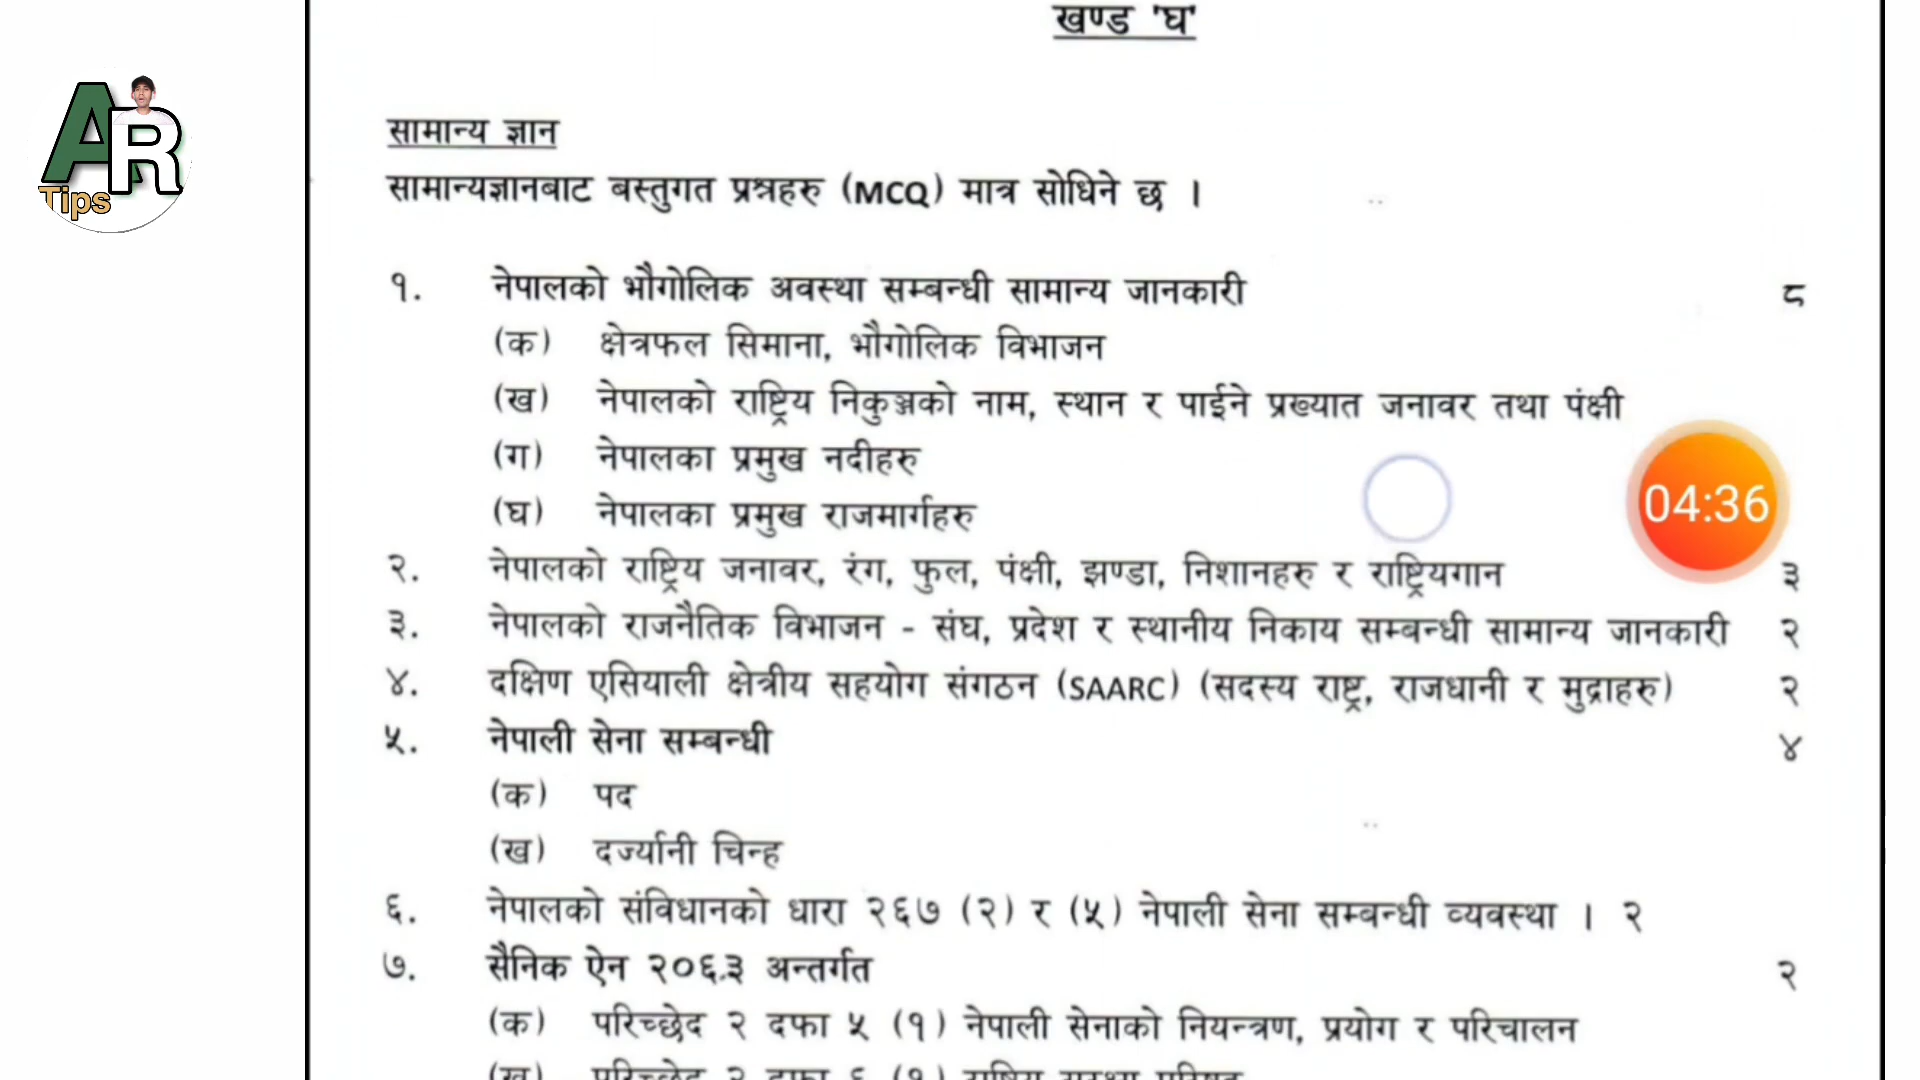 खण्ड 'घ'
AR
Tips
सामान्य ज्ञान
सामान्यज्ञानबाट बस्तुगत प्रश्नहरु (MCQ) मात्र सोधिने छ ।
१. नेपालको भौगोलिक अवस्था सम्बन्धी सामान्य जानकारी ८
(क) क्षेत्रफल सिमाना, भौगोलिक विभाजन
(ख) नेपालको राष्ट्रिय निकुञ्जको नाम, स्थान र पाईने प्रख्यात जनावर तथा पंक्षी
(ग) नेपालका प्रमुख नदीहरु
04:36
(घ) नेपालका प्रमुख राजमार्गहरु
२. नेपालको राष्ट्रिय जनावर, रंग, फुल, पंक्षी, झण्डा, निशानहरु र राष्ट्रियगान ३
३. नेपालको राजनैतिक विभाजन - संघ, प्रदेश र स्थानीय निकाय सम्बन्धी सामान्य जानकारी २
४. दक्षिण एसियाली क्षेत्रीय सहयोग संगठन (SAARC) (सदस्य राष्ट्र, राजधानी र मुद्राहरु) २
५. नेपाली सेना सम्बन्धी ४
(क) पद
(ख) दर्ज्यानी चिन्ह
६. नेपालको संविधानको धारा २६७ (२) र (५) नेपाली सेना सम्बन्धी व्यवस्था । २
७. सैनिक ऐन २०६३ अन्तर्गत २
(क) परिच्छेद २ दफा ५ (१) नेपाली सेनाको नियन्त्रण, प्रयोग र परिचालन